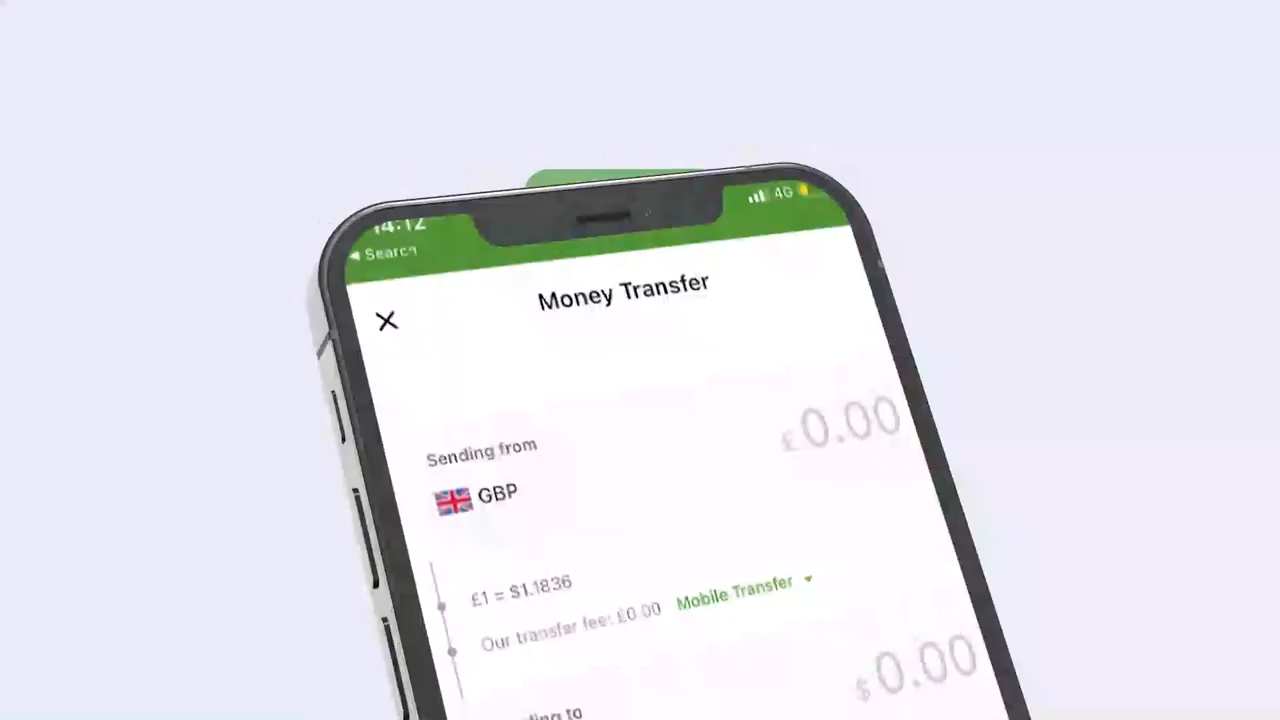 14:12
4G
Search
Money Transfer
£0.00
Sending from
GBP
£1 = $1.1836
Our transfer fee: £0.00 Mobile Transfer
$0.00
to